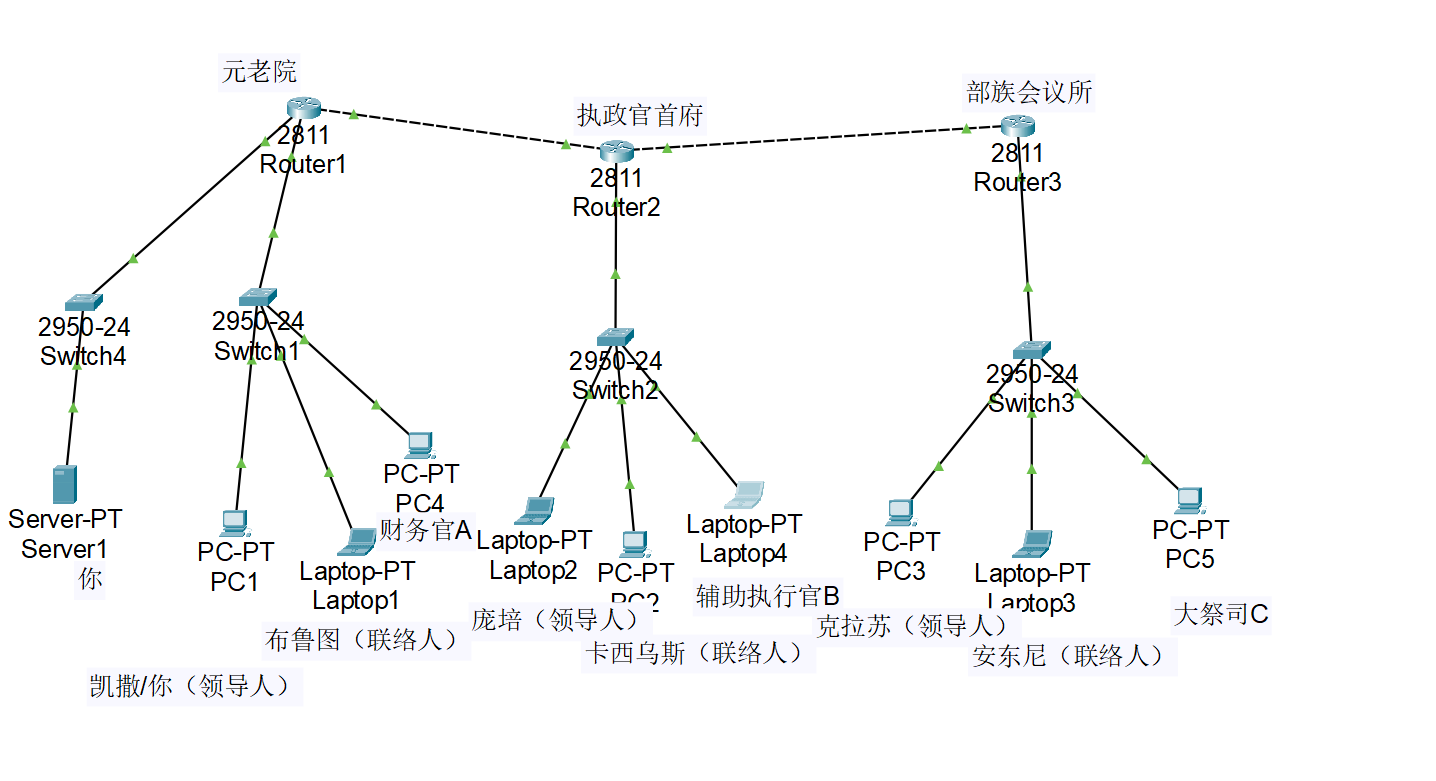 元老院
2811
Router1
执政官首府
2811
Router2
部族会议所
2811
Router3
2950-24
Switch4
2950-24
Switch1
2950-24
Switch2
2950-24
Switch3
Server-PT
Server1
你
PC-PT
PC1
凯撒/你（领导人）
Laptop-PT
Laptop1
布鲁图（联络人）
PC-PT
PC4
财务官A
Laptop-PT
Laptop2
庞培（领导人）
PC-PT
PC2
卡西乌斯（联络人）
Laptop-PT
Laptop4
辅助执行官B
PC-PT
PC3
克拉苏（领导人）
Laptop-PT
Laptop3
安东尼（联络人）
PC-PT
PC5
大祭司C